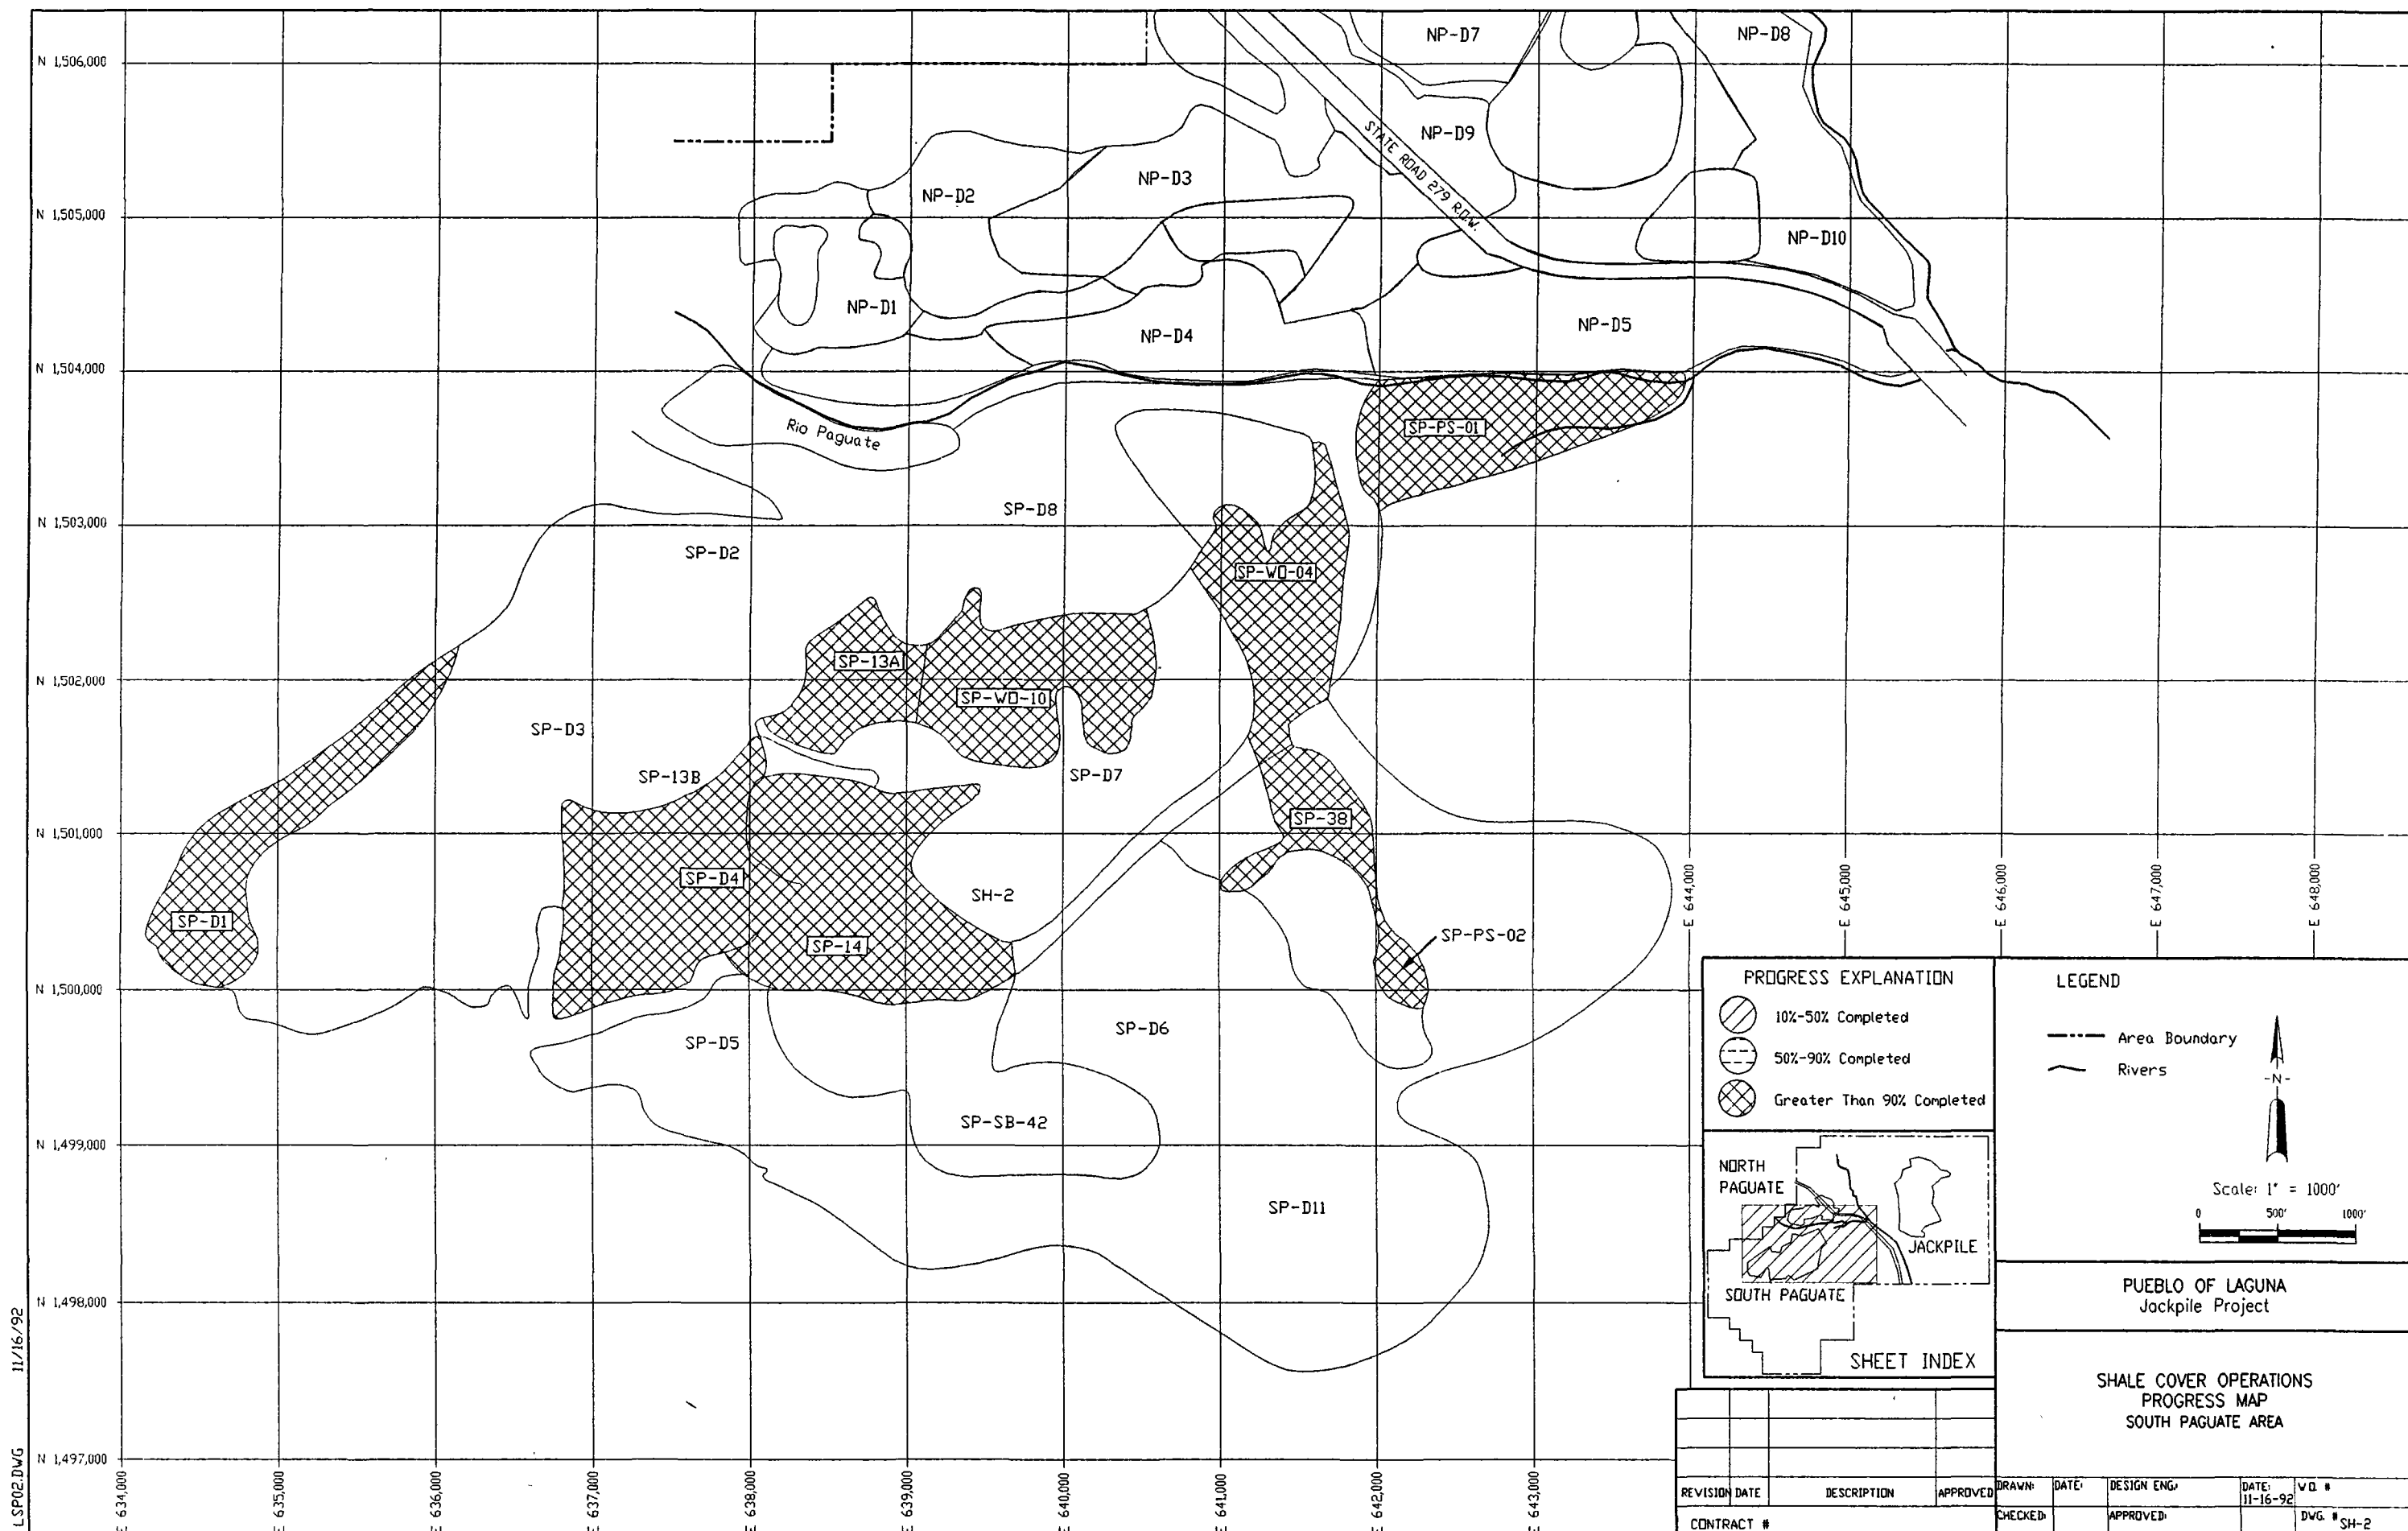 NP-D7
NP-D8
N 1,506,000
NP-D9
STATE ROAD 279 R.O.W.
NP-D3
NP-D2
N 1,505,000
NP-D10
NP-D1
NP-D5
NP-D4
N 1,504,000
Rio Paguate
SP-PS-01
SP-D8
N 1,503,000
SP-D2
SP-WO-04
SP-13A
N 1,502,000
SP-WO-10
SP-D3
SP-13B
SP-D7
SP-38
N 1,501,000
SP-D4
SH-2
SP-D1
SP-PS-02
SP-14
N 1,500,000
SP-D6
SP-D5
SP-SB-42
N 1,499,000
SP-D11
N 1,498,000
N 1,497,000
E 634,000
E 635,000
E 636,000
E 637,000
E 638,000
E 639,000
E 640,000
E 641,000
E 642,000
E 643,000
E 644,000
E 645,000
E 646,000
E 647,000
E 648,000
LSP02.DWG 11/16/92
PROGRESS EXPLANATION
10%-50% Completed
50%-90% Completed
Greater Than 90% Completed
LEGEND
Area Boundary
Rivers
-N-
Scale: 1" = 1000'
0 500' 1000'
NORTH
PAGUATE
JACKPILE
SOUTH PAGUATE
SHEET INDEX
PUEBLO OF LAGUNA
Jackpile Project
SHALE COVER OPERATIONS
PROGRESS MAP
SOUTH PAGUATE AREA
REVISION DATE DESCRIPTION APPROVED
CONTRACT #
DRAWN: DATE: DESIGN ENG.: DATE: 11-16-92 W.O. #
CHECKED: APPROVED: DWG. # SH-2